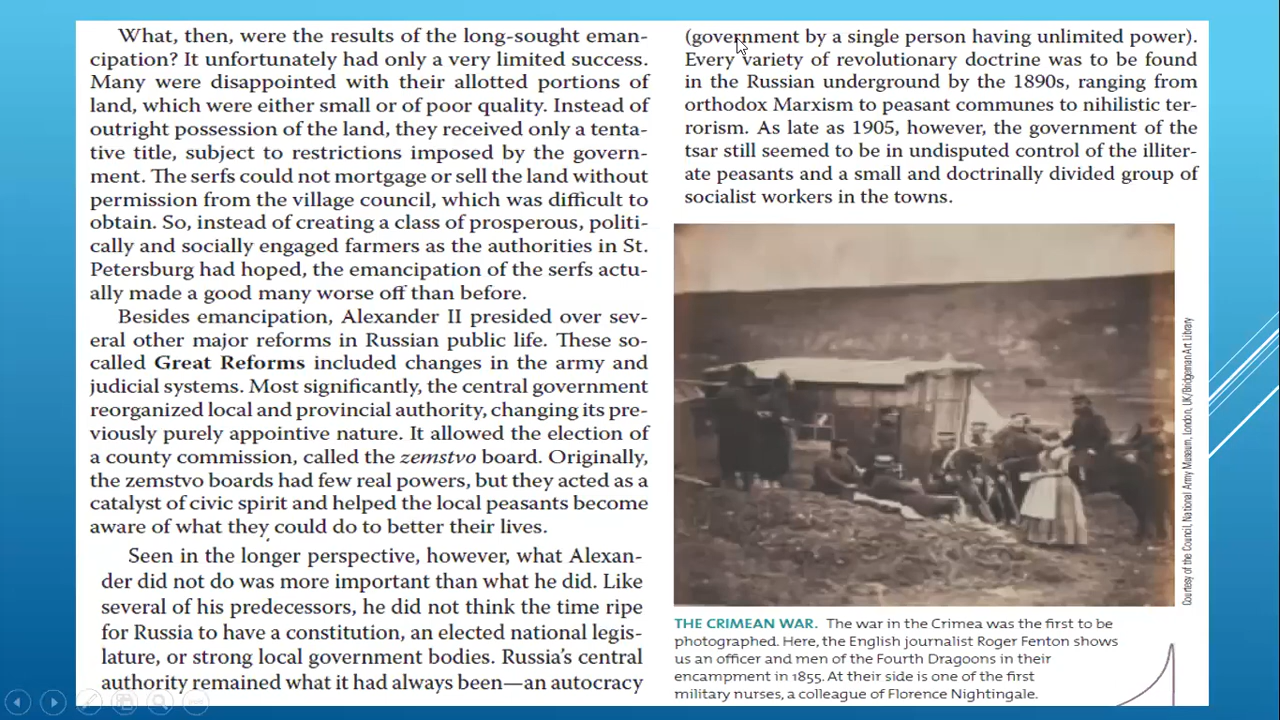 What, then, were the results of the long-sought eman-
cipation? It unfortunately had only a very limited success.
Many were disappointed with their allotted portions of
land, which were either small or of poor quality. Instead of
outright possession of the land, they received only a tenta-
tive title, subject to restrictions imposed by the govern-
ment. The serfs could not mortgage or sell the land without
permission from the village council, which was difficult to
obtain. So, instead of creating a class of prosperous, politi-
cally and socially engaged farmers as the authorities in St.
Petersburg had hoped, the emancipation of the serfs actu-
ally made a good many worse off than before.
Besides emancipation, Alexander II presided over sev-
eral other major reforms in Russian public life. These so-
called Great Reforms included changes in the army and
judicial systems. Most significantly, the central government
reorganized local and provincial authority, changing its pre-
viously purely appointive nature. It allowed the election of
a county commission, called the zemstvo board. Originally,
the zemstvo boards had few real powers, but they acted as a
catalyst of civic spirit and helped the local peasants become
aware of what they could do to better their lives.
Seen in the longer perspective, however, what Alexan-
der did not do was more important than what he did. Like
several of his predecessors, he did not think the time ripe
for Russia to have a constitution, an elected national legis-
lature, or strong local government bodies. Russia's central
authority remained what it had always been—an autocracy
(government by a single person having unlimited power).
Every variety of revolutionary doctrine was to be found
in the Russian underground by the 1890s, ranging from
orthodox Marxism to peasant communes to nihilistic ter-
rorism. As late as 1905, however, the government of the
tsar still seemed to be in undisputed control of the illiter-
ate peasants and a small and doctrinally divided group of
socialist workers in the towns.
Courtesy of the Council, National Army Museum, London, UK/Bridgeman Art Library
THE CRIMEAN WAR. The war in the Crimea was the first to be
photographed. Here, the English journalist Roger Fenton shows
us an officer and men of the Fourth Dragoons in their
encampment in 1855. At their side is one of the first
military nurses, a colleague of Florence Nightingale.